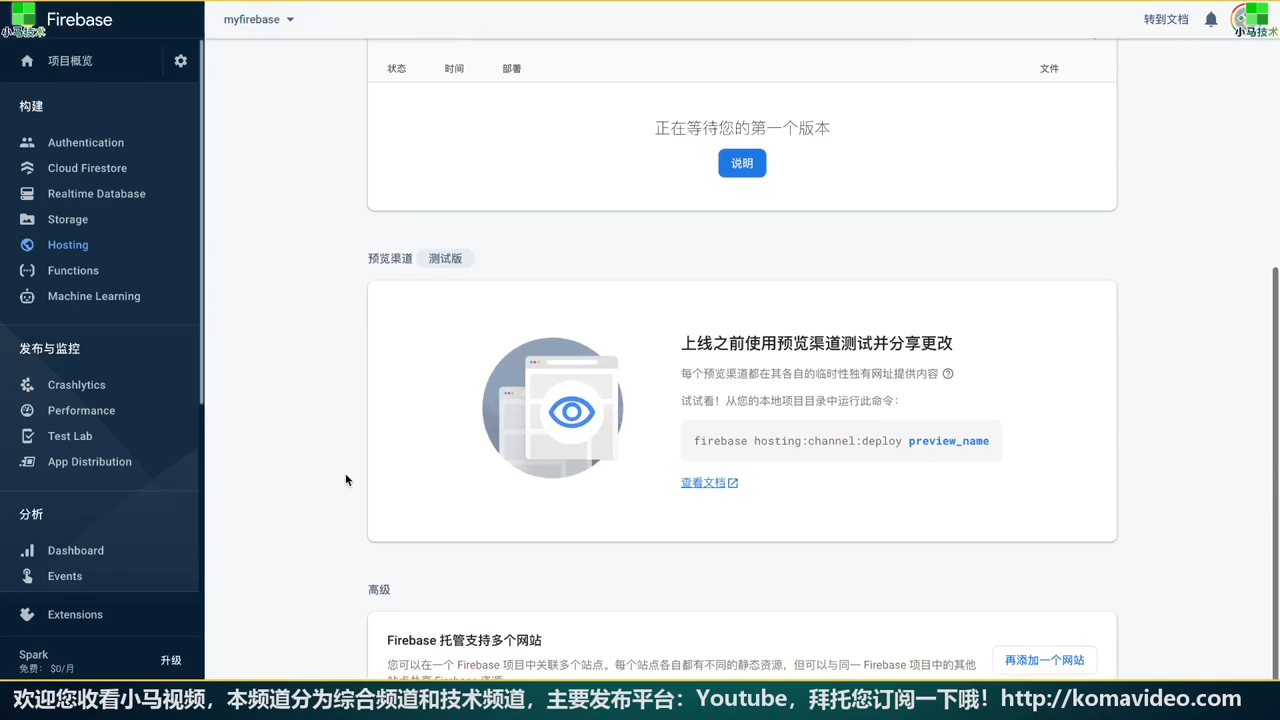 Firebase
小马技术
myfirebase
转到文档
小马技术
项目概览
构建
Authentication
Cloud Firestore
Realtime Database
Storage
Hosting
Functions
Machine Learning
发布与监控
Crashlytics
Performance
Test Lab
App Distribution
分析
Dashboard
Events
Extensions
Spark
免费: $0/月
升级
状态 时间 部署 文件
正在等待您的第一个版本
说明
预览渠道 测试版
上线之前使用预览渠道测试并分享更改
每个预览渠道都在其各自的临时性独有网址提供内容
试试看！从您的本地项目目录中运行此命令:
firebase hosting:channel:deploy preview_name
查看文档
高级
Firebase 托管支持多个网站
您可以在一个 Firebase 项目中关联多个站点。每个站点各自都有不同的静态资源，但可以与同一 Firebase 项目中的其他
再添加一个网站
欢迎您收看小马视频，本频道分为综合频道和技术频道，主要发布平台：Youtube，拜托您订阅一下哦！http://komavideo.com